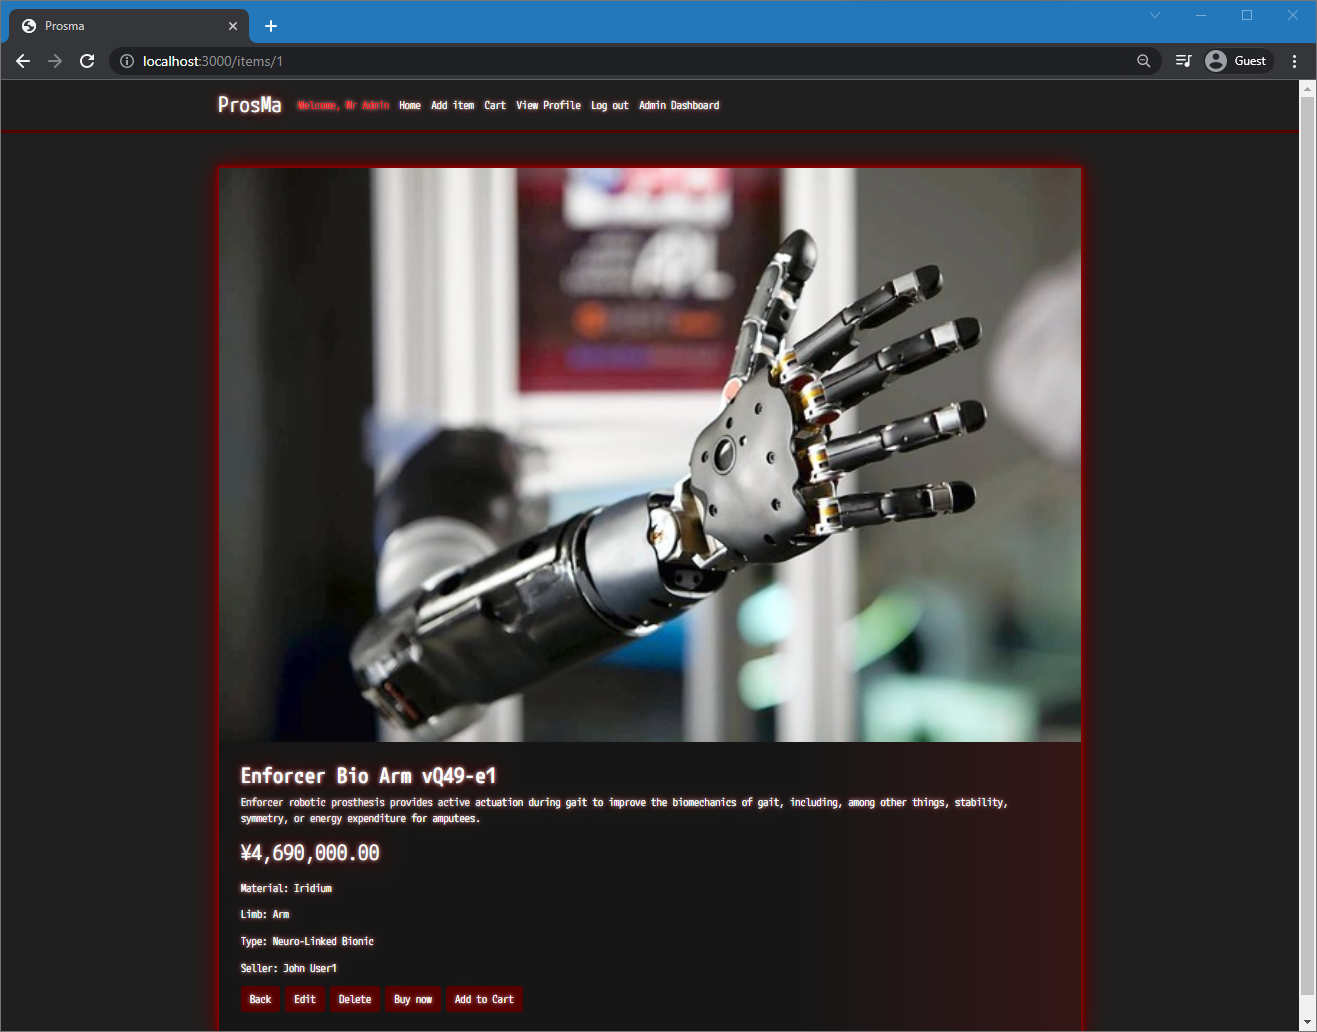 Prosma
localhost:3000/items/1
Guest
ProsMa Welcome, Mr Admin Home Add item Cart View Profile Log out Admin Dashboard
APL
Enforcer Bio Arm vQ49-e1
Enforcer robotic prosthesis provides active actuation during gait to improve the biomechanics of gait, including, among other things, stability,
symmetry, or energy expenditure for amputees.
¥4,690,000.00
Material: Iridium
Limb: Arm
Type: Neuro-Linked Bionic
Seller: John User1
Back Edit Delete Buy now Add to Cart